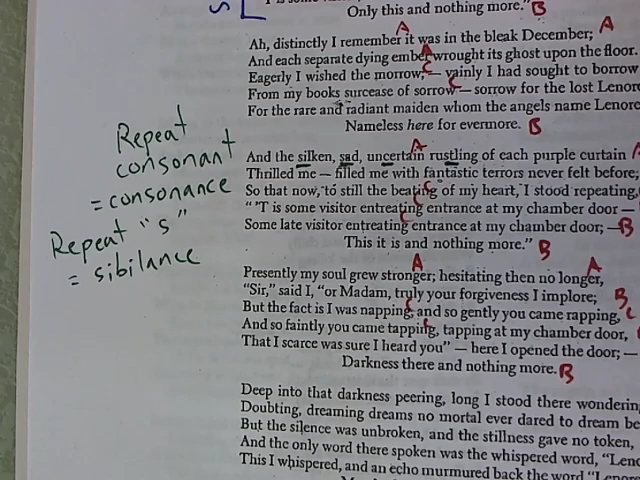 Only this and nothing more." B
A A
Ah, distinctly I remember it was in the bleak December;
And each separate dying ember wrought its ghost upon the floor.
Eagerly I wished the morrow; — vainly I had sought to borrow
From my books surcease of sorrow — sorrow for the lost Lenore
For the rare and radiant maiden whom the angels name Lenore
Nameless here for evermore. B
And the silken, sad, uncertain rustling of each purple curtain A
Thrilled me — filled me with fantastic terrors never felt before;
So that now, to still the beating of my heart, I stood repeating,
"'T is some visitor entreating entrance at my chamber door —
Some late visitor entreating entrance at my chamber door; — B
This it is and nothing more." B
Repeat
consonant
= consonance
Repeat "s"
= sibilance
A A
Presently my soul grew stronger; hesitating then no longer,
"Sir," said I, "or Madam, truly your forgiveness I implore; B
But the fact is I was napping, and so gently you came rapping, C
And so faintly you came tapping, tapping at my chamber door,
That I scarce was sure I heard you" — here I opened the door; —
Darkness there and nothing more. B
Deep into that darkness peering, long I stood there wondering
Doubting, dreaming dreams no mortal ever dared to dream be
But the silence was unbroken, and the stillness gave no token,
And the only word there spoken was the whispered word, "Leno
This I whispered, and an echo murmured back the word "Lenore